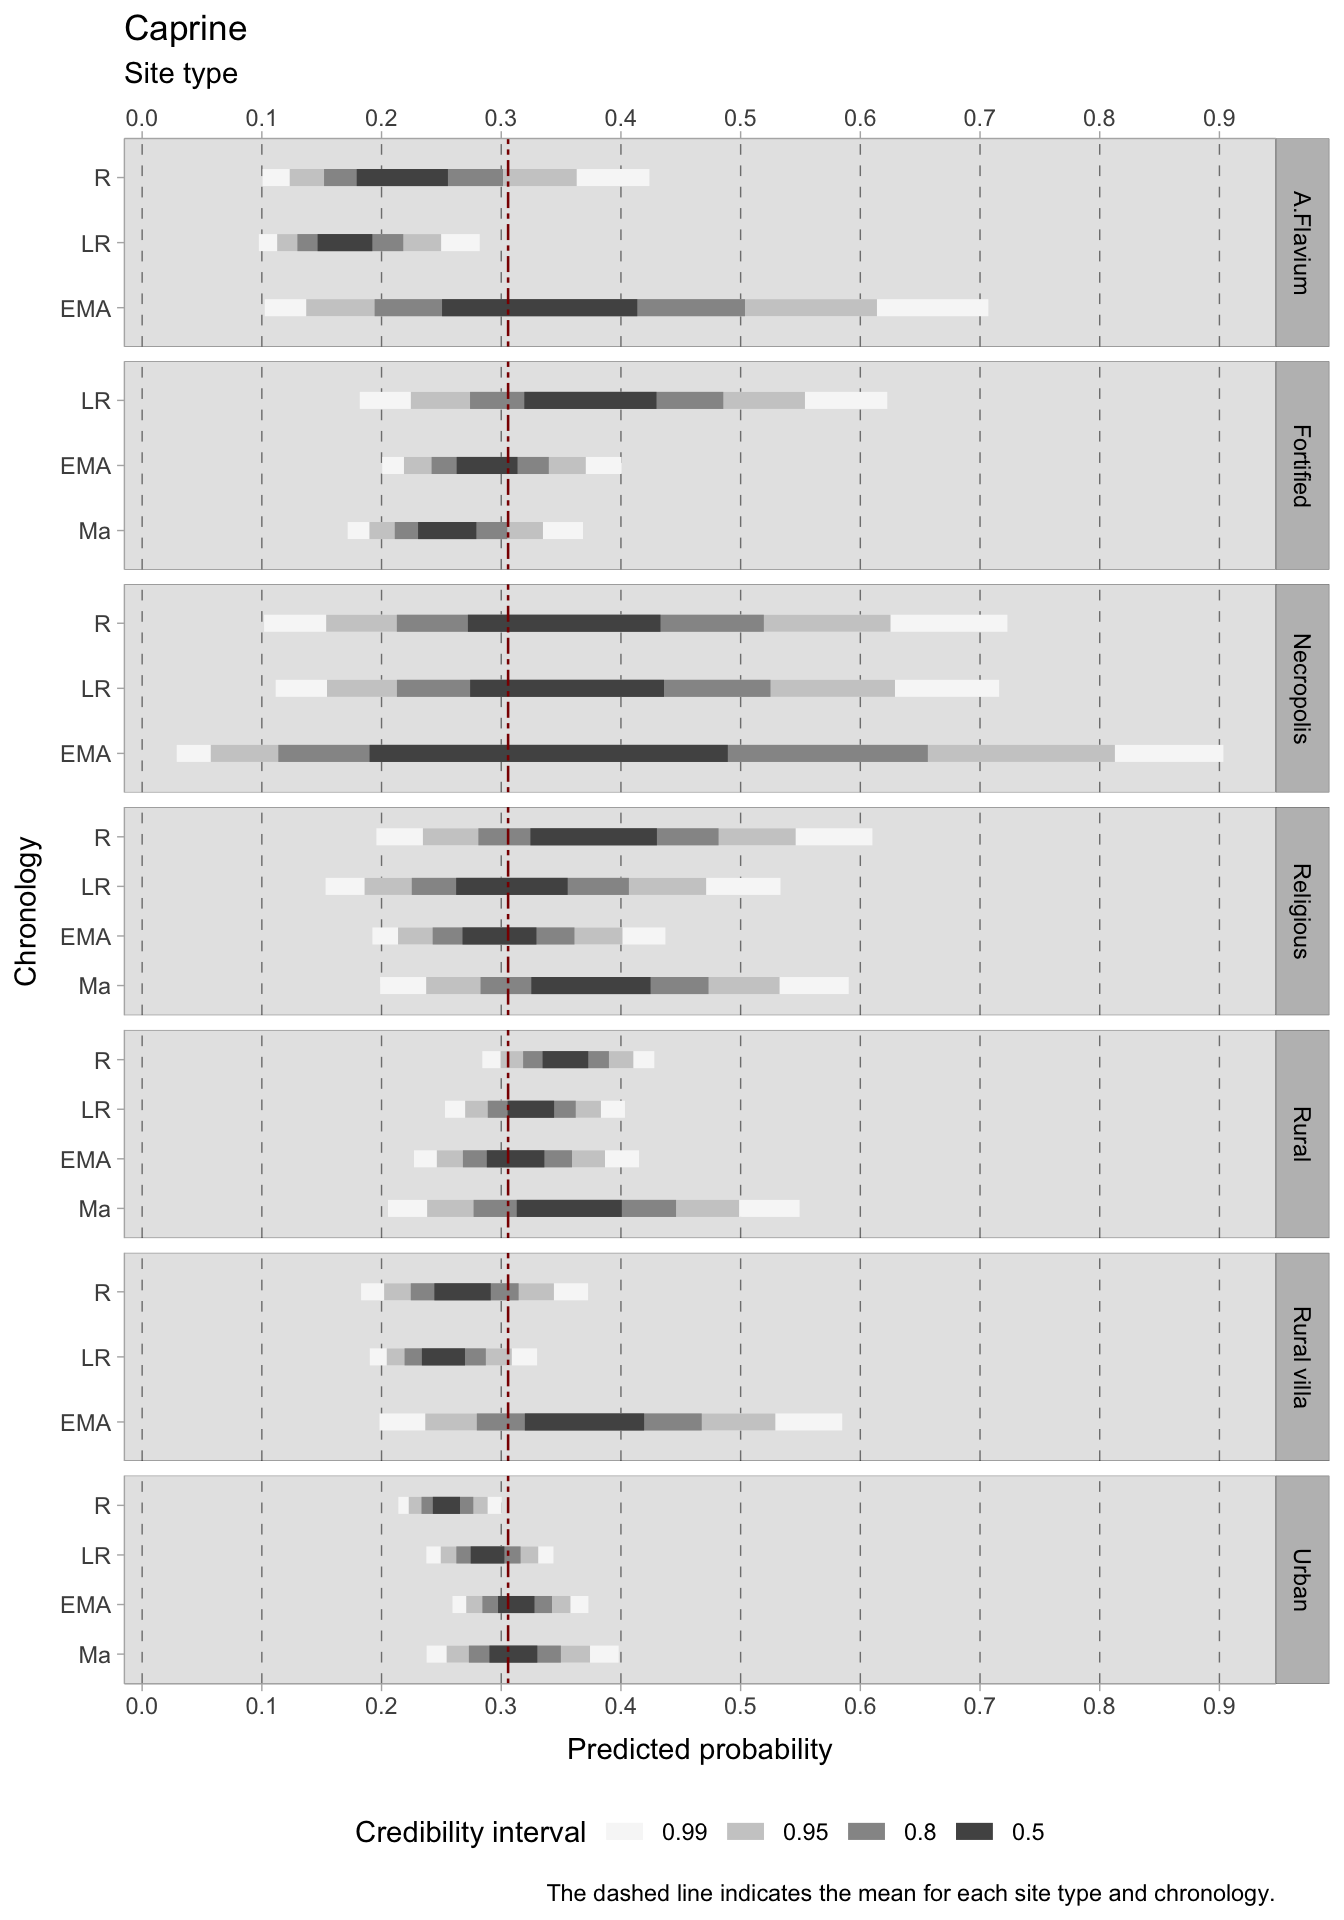 Caprine
Site type
0.0 0.1 0.2 0.3 0.4 0.5 0.6 0.7 0.8 0.9
R
LR
EMA
A.Flavium
LR
EMA
Ma
Fortified
R
LR
EMA
Necropolis
Chronology
R
LR
EMA
Ma
Religious
R
LR
EMA
Ma
Rural
R
LR
EMA
Rural villa
R
LR
EMA
Ma
Urban
0.0 0.1 0.2 0.3 0.4 0.5 0.6 0.7 0.8 0.9
Predicted probability
Credibility interval 0.99 0.95 0.8 0.5
The dashed line indicates the mean for each site type and chronology.